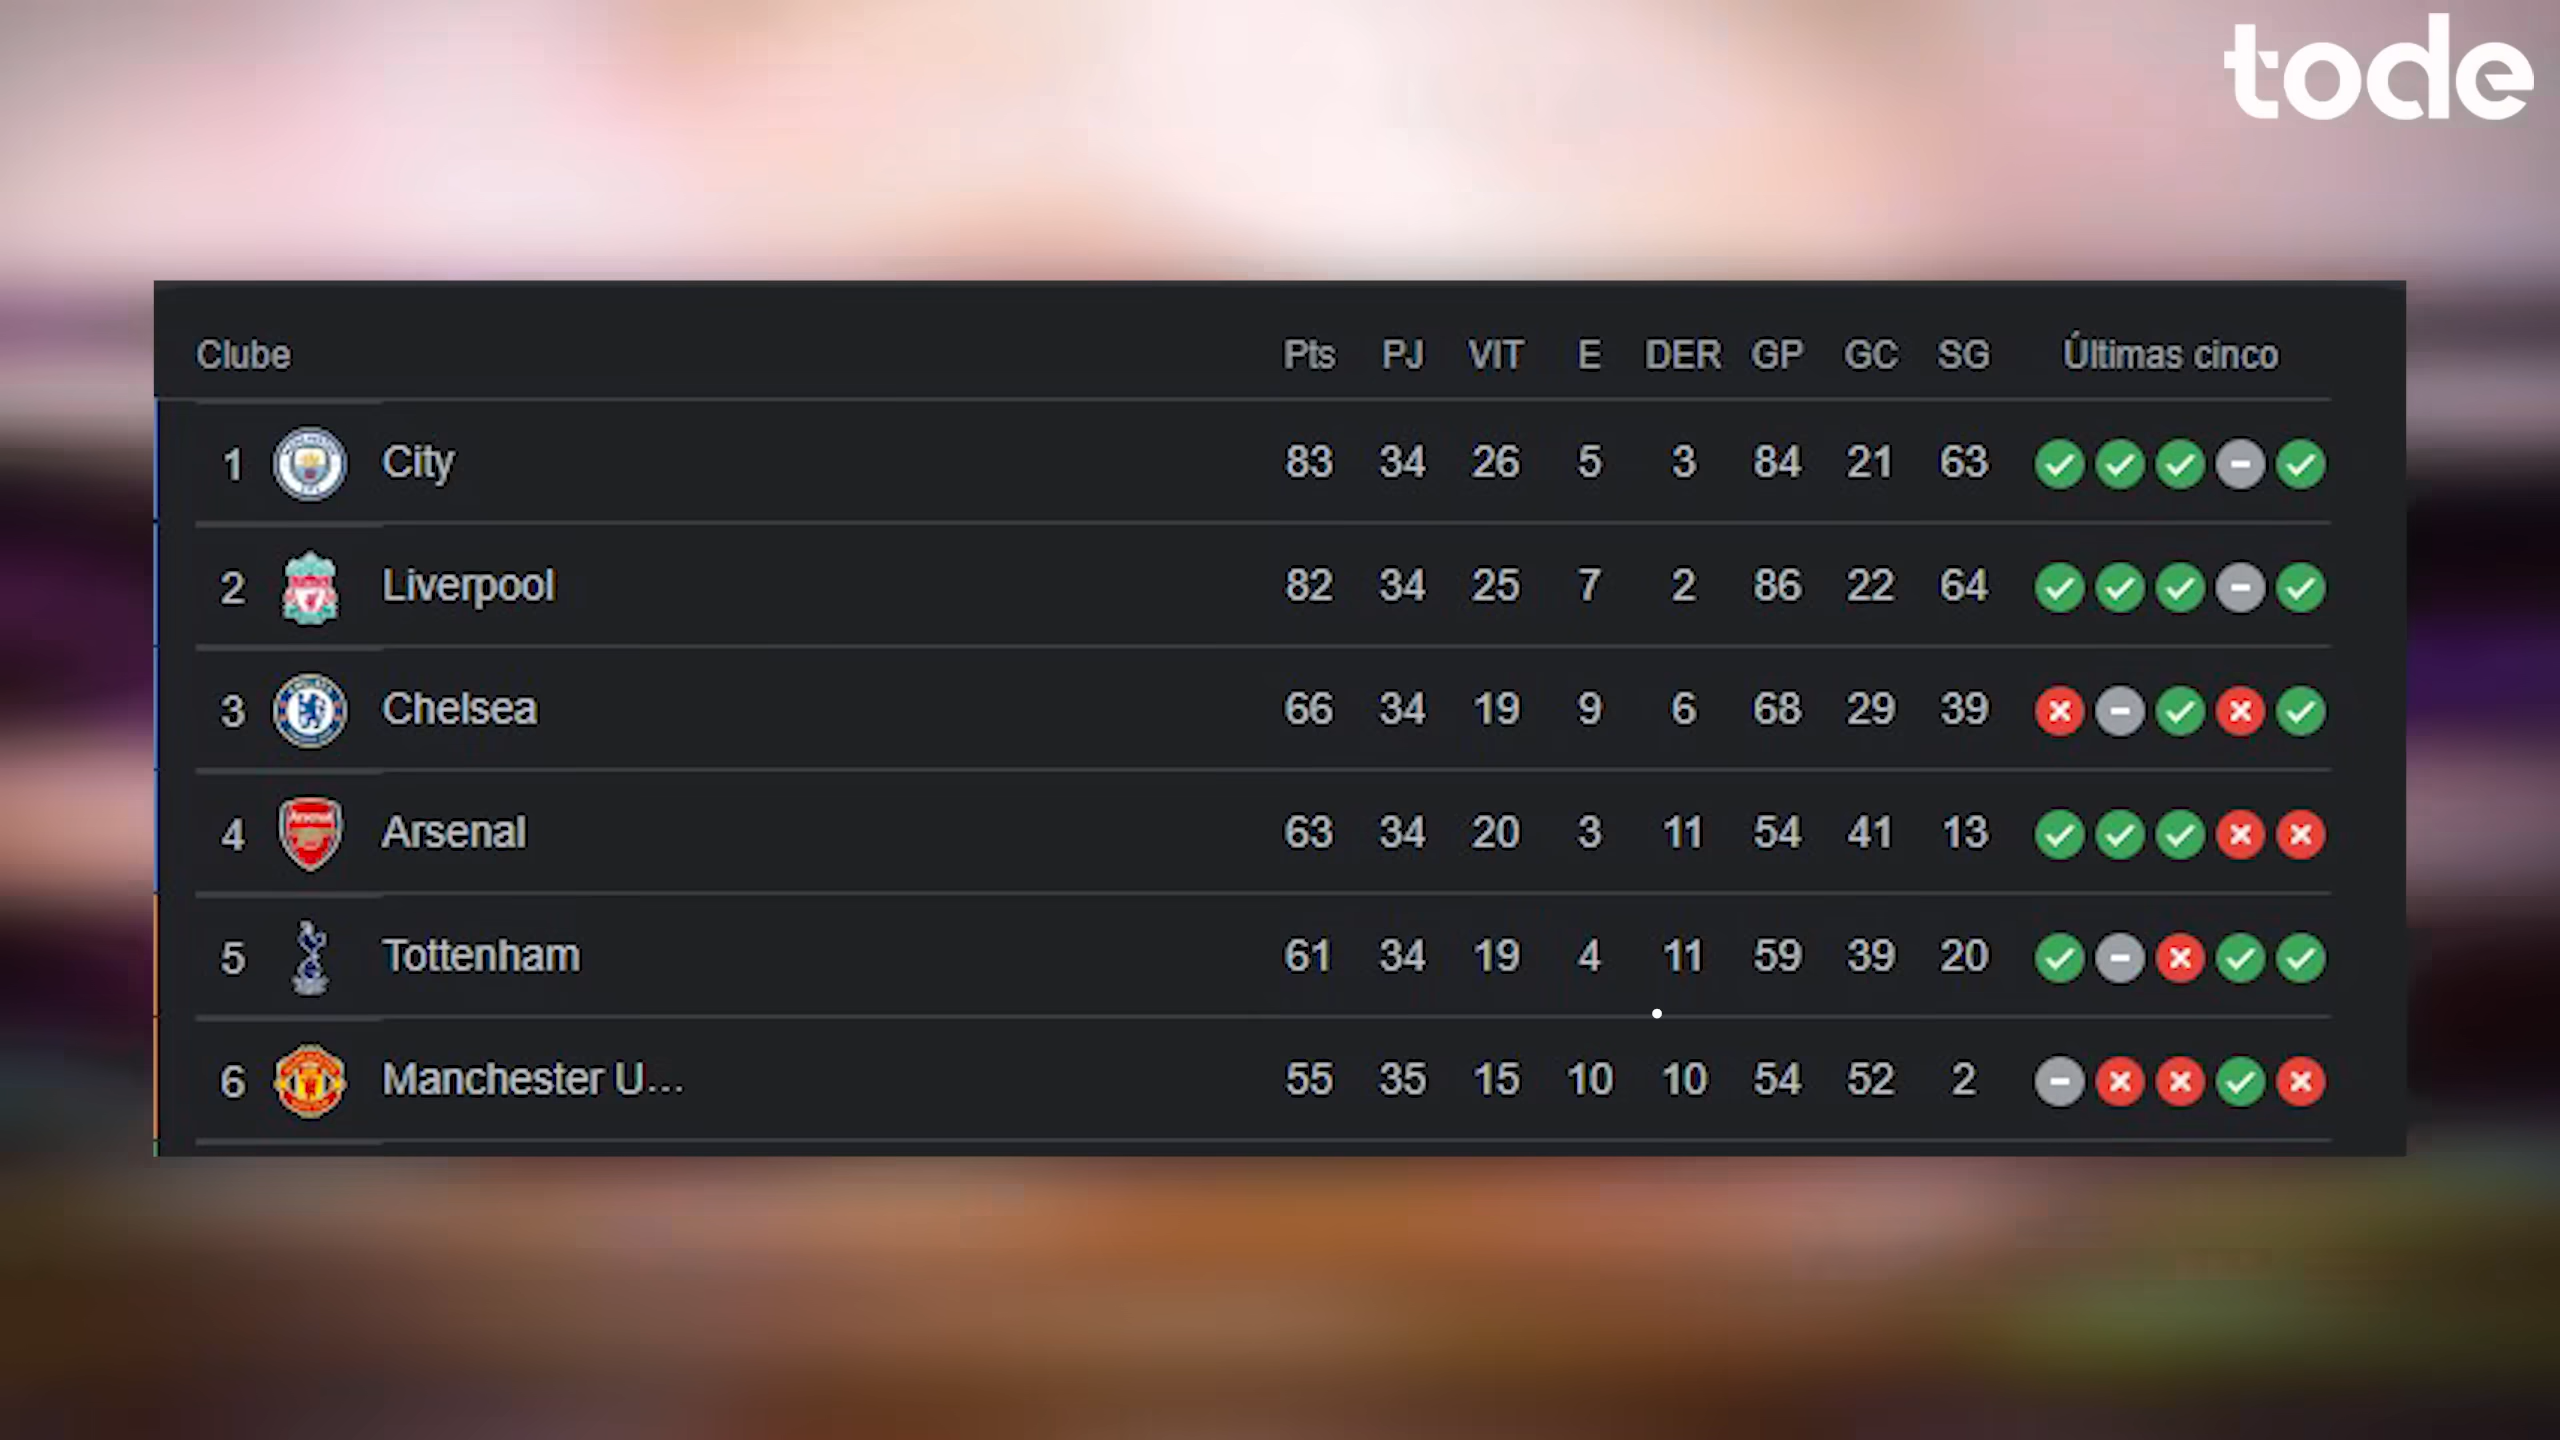 tode
Clube Pts PJ VIT E DER GP GC SG Últimas cinco
1 City 83 34 26 5 3 84 21 63
2 Liverpool 82 34 25 7 2 86 22 64
3 Chelsea 66 34 19 9 6 68 29 39
4 Arsenal 63 34 20 3 11 54 41 13
5 Tottenham 61 34 19 4 11 59 39 20
6 Manchester U... 55 35 15 10 10 54 52 2